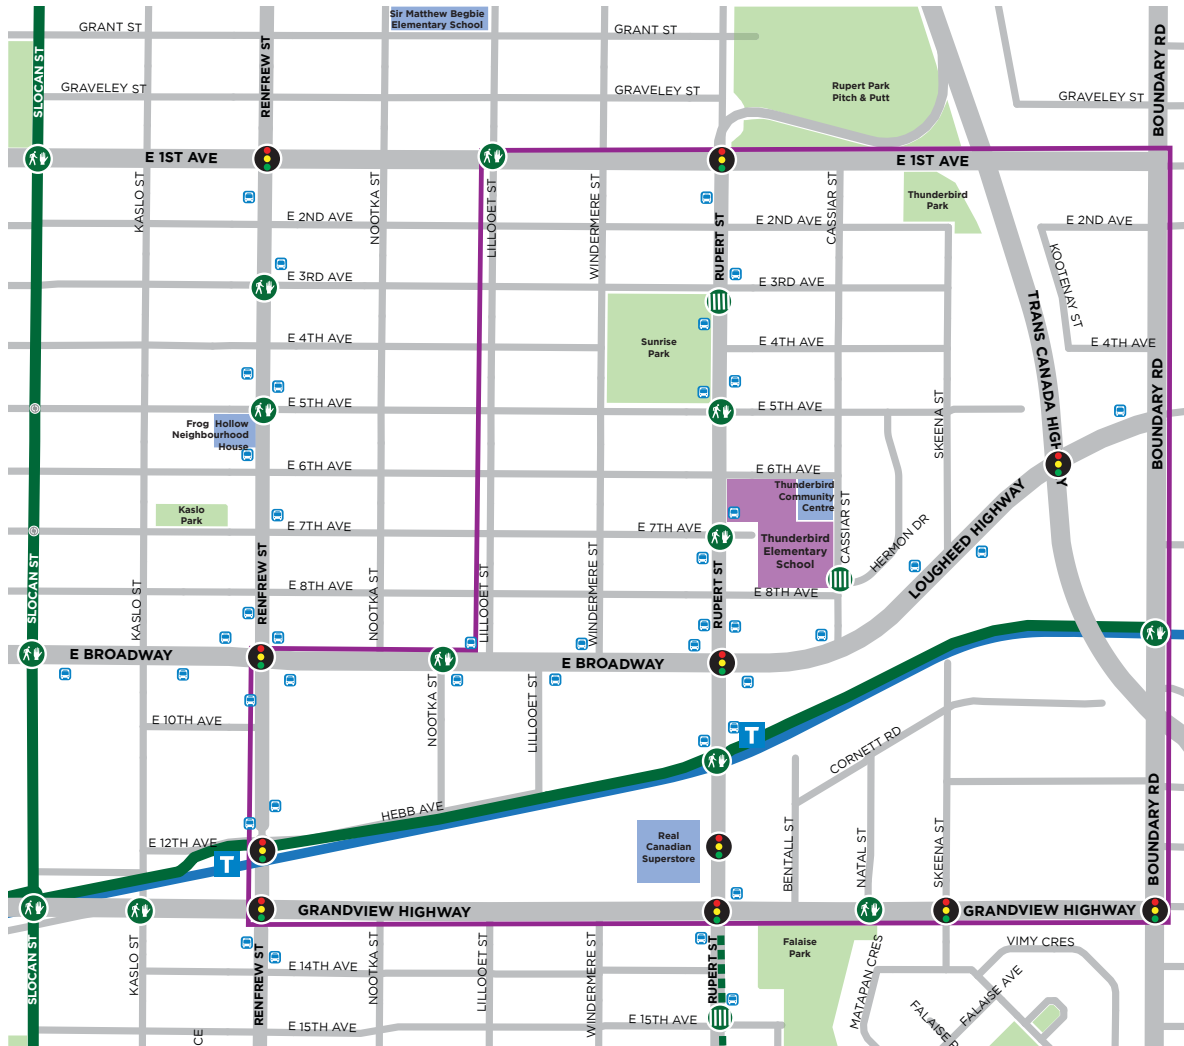 Sir Matthew Begbie
Elementary School
GRANT ST
GRANT ST
SLOCAN ST
RENFREW ST
BOUNDARY RD
GRAVELEY ST
GRAVELEY ST
Rupert Park
Pitch & Putt
GRAVELEY ST
E 1ST AVE
E 1ST AVE
KASLO ST
NOOTKA ST
LILLOOET ST
WINDERMERE ST
RUPERT ST
CASSIAR ST
Thunderbird
Park
E 2ND AVE
E 2ND AVE
E 2ND AVE
KOOTENAY ST
E 3RD AVE
E 3RD AVE
TRANS CANADA HIGHWAY
E 4TH AVE
Sunrise
Park
E 4TH AVE
E 4TH AVE
BOUNDARY RD
SKEENA ST
E 5TH AVE
E 5TH AVE
Frog Hollow
Neighbourhood
House
E 6TH AVE
E 6TH AVE
Thunderbird
Community
Centre
Kaslo
Park
E 7TH AVE
E 7TH AVE
Thunderbird
Elementary
School
CASSIAR ST
HERMON DR
LOUGHEED HIGHWAY
SLOCAN ST
KASLO ST
RENFREW ST
NOOTKA ST
LILLOOET ST
WINDERMERE ST
RUPERT ST
E 8TH AVE
E 8TH AVE
E BROADWAY
E BROADWAY
NOOTKA ST
LILLOOET ST
E 10TH AVE
T
CORNETT RD
HEBB AVE
E 12TH AVE
T
Real
Canadian
Superstore
BENTALL ST
NATAL ST
SKEENA ST
BOUNDARY RD
GRANDVIEW HIGHWAY
GRANDVIEW HIGHWAY
SLOCAN ST
KASLO ST
RENFREW ST
NOOTKA ST
LILLOOET ST
WINDERMERE ST
RUPERT ST
Falaise
Park
MATAPAN CRES
VIMY CRES
E 14TH AVE
FALAISE AVE
FALAISE
E 15TH AVE
E 15TH AVE
CE